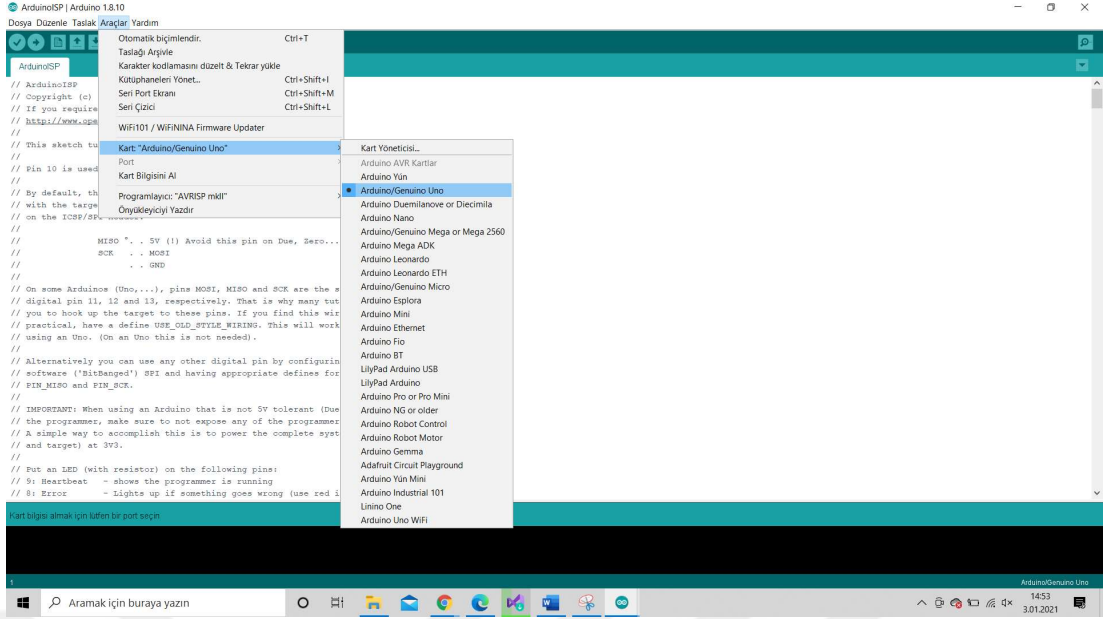 ArduinoISP | Arduino 1.8.10
Dosya Düzenle Taslak Araçlar Yardım
ArduinoISP
Otomatik biçimlendir. Ctrl+T
Taslağı Arşivle
Karakter kodlamasını düzelt & Tekrar yükle
Kütüphaneleri Yönet... Ctrl+Shift+I
Seri Port Ekranı Ctrl+Shift+M
Seri Çizici Ctrl+Shift+L
WiFi101 / WiFiNINA Firmware Updater
Kart: "Arduino/Genuino Uno"
Port
Kart Bilgisini Al
Programlayıcı: "AVRISP mkII"
Önyükleyiciyi Yazdır
Kart Yöneticisi...
Arduino AVR Kartlar
Arduino Yún
Arduino/Genuino Uno
Arduino Duemilanove or Diecimila
Arduino Nano
Arduino/Genuino Mega or Mega 2560
Arduino Mega ADK
Arduino Leonardo
Arduino Leonardo ETH
Arduino/Genuino Micro
Arduino Esplora
Arduino Mini
Arduino Ethernet
Arduino Fio
Arduino BT
LilyPad Arduino USB
LilyPad Arduino
Arduino Pro or Pro Mini
Arduino NG or older
Arduino Robot Control
Arduino Robot Motor
Arduino Gemma
Adafruit Circuit Playground
Arduino Yún Mini
Arduino Industrial 101
Linino One
Arduino Uno WiFi
// ArduinoISP
// Copyright (c)
// If you require
// http://www.ope
//
// This sketch tu
//
// Pin 10 is used
//
// By default, th
// with the targe
// on the ICSP/SP
//
// MISO °. . 5V (!) Avoid this pin on Due, Zero...
// SCK . . MOSI
// . . GND
//
// On some Arduinos (Uno,...), pins MOSI, MISO and SCK are the s
// digital pin 11, 12 and 13, respectively. That is why many tut
// you to hook up the target to these pins. If you find this wir
// practical, have a define USE_OLD_STYLE_WIRING. This will work
// using an Uno. (On an Uno this is not needed).
//
// Alternatively you can use any other digital pin by configurin
// software ('BitBanged') SPI and having appropriate defines for
// PIN_MISO and PIN_SCK.
//
// IMPORTANT: When using an Arduino that is not 5V tolerant (Due
// the programmer, make sure to not expose any of the programmer
// A simple way to accomplish this is to power the complete syst
// and target) at 3V3.
//
// Put an LED (with resistor) on the following pins:
// 9: Heartbeat - shows the programmer is running
// 8: Error - Lights up if something goes wrong (use red i
Kart bilgisi almak için lütfen bir port seçin
1
Arduino/Genuino Uno
Aramak için buraya yazın
14:53
3.01.2021